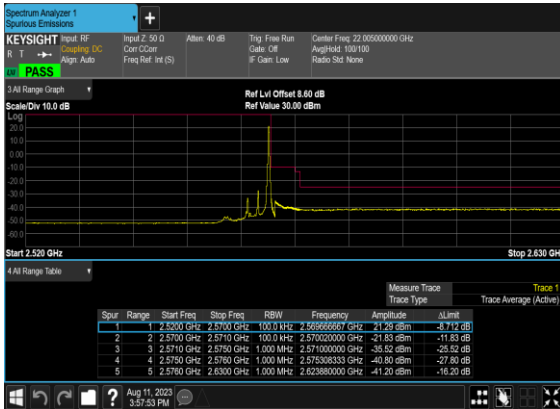 Spectrum Analyzer 1
Spurious Emissions
+
KEYSIGHT Input: RF Input Z: 50 Ω Atten: 40 dB Trig: Free Run Center Freq: 22.005000000 GHz
R T Coupling: DC Corr CCorr Gate: Off Avg|Hold: 100/100
Align: Auto Freq Ref: Int (S) IF Gain: Low Radio Std: None
PASS
3 All Range Graph
Ref Lvl Offset 8.60 dB
Scale/Div 10.0 dB Ref Value 30.00 dBm
Log
20.0
10.0
0.00
-10.0
-20.0
-30.0
-40.0
-50.0
-60.0
Start 2.520 GHz Stop 2.630 GH
4 All Range Table
Measure Trace Trace 1
Trace Type Trace Average (Active)
Spur Range Start Freq Stop Freq RBW Frequency Amplitude ΔLimit
1 1 2.5200 GHz 2.5700 GHz 100.0 kHz 2.569666667 GHz 21.29 dBm -8.712 dB
2 2 2.5700 GHz 2.5710 GHz 100.0 kHz 2.570020000 GHz -21.83 dBm -11.83 dB
3 3 2.5710 GHz 2.5750 GHz 1.000 MHz 2.571000000 GHz -35.52 dBm -25.52 dB
4 4 2.5750 GHz 2.5760 GHz 1.000 MHz 2.575308333 GHz -40.80 dBm -27.80 dB
5 5 2.5760 GHz 2.6300 GHz 1.000 MHz 2.623880000 GHz -41.20 dBm -16.20 dB
? Aug 11, 2023
3:57:53 PM